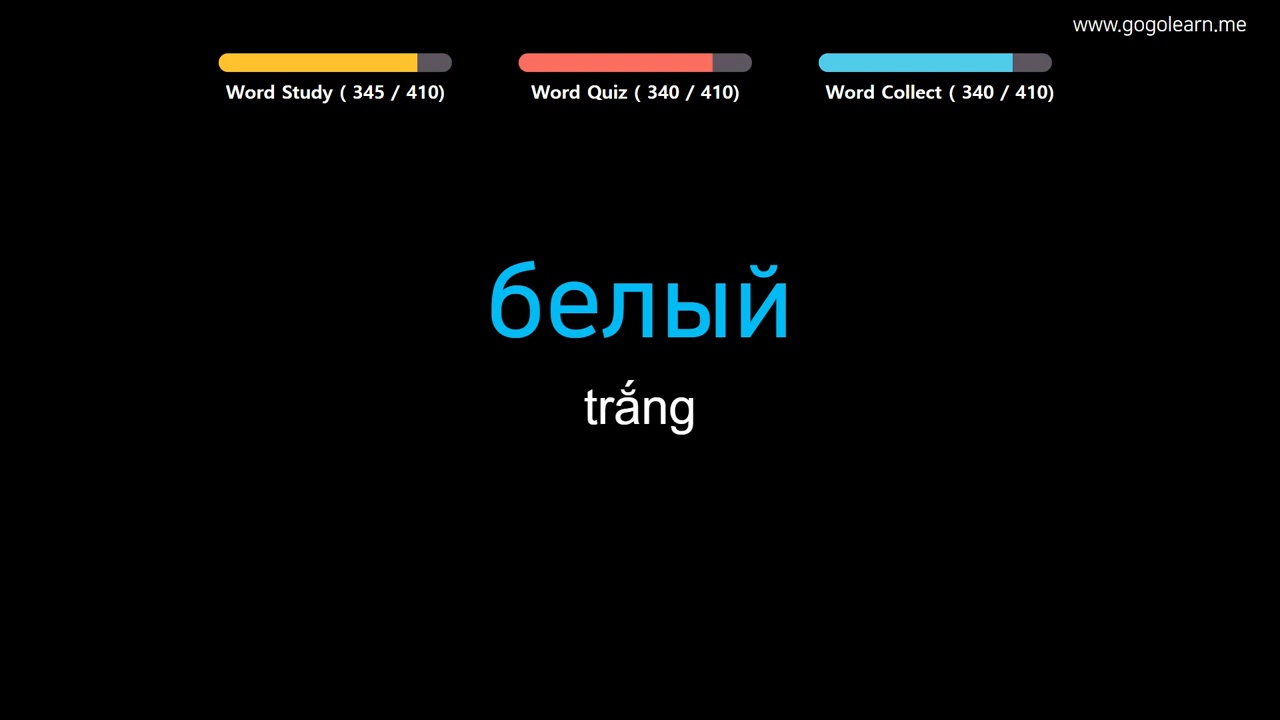 www.gogolearn.me
Word Study ( 345 / 410)
Word Quiz ( 340 / 410)
Word Collect ( 340 / 410)
белый
trắng